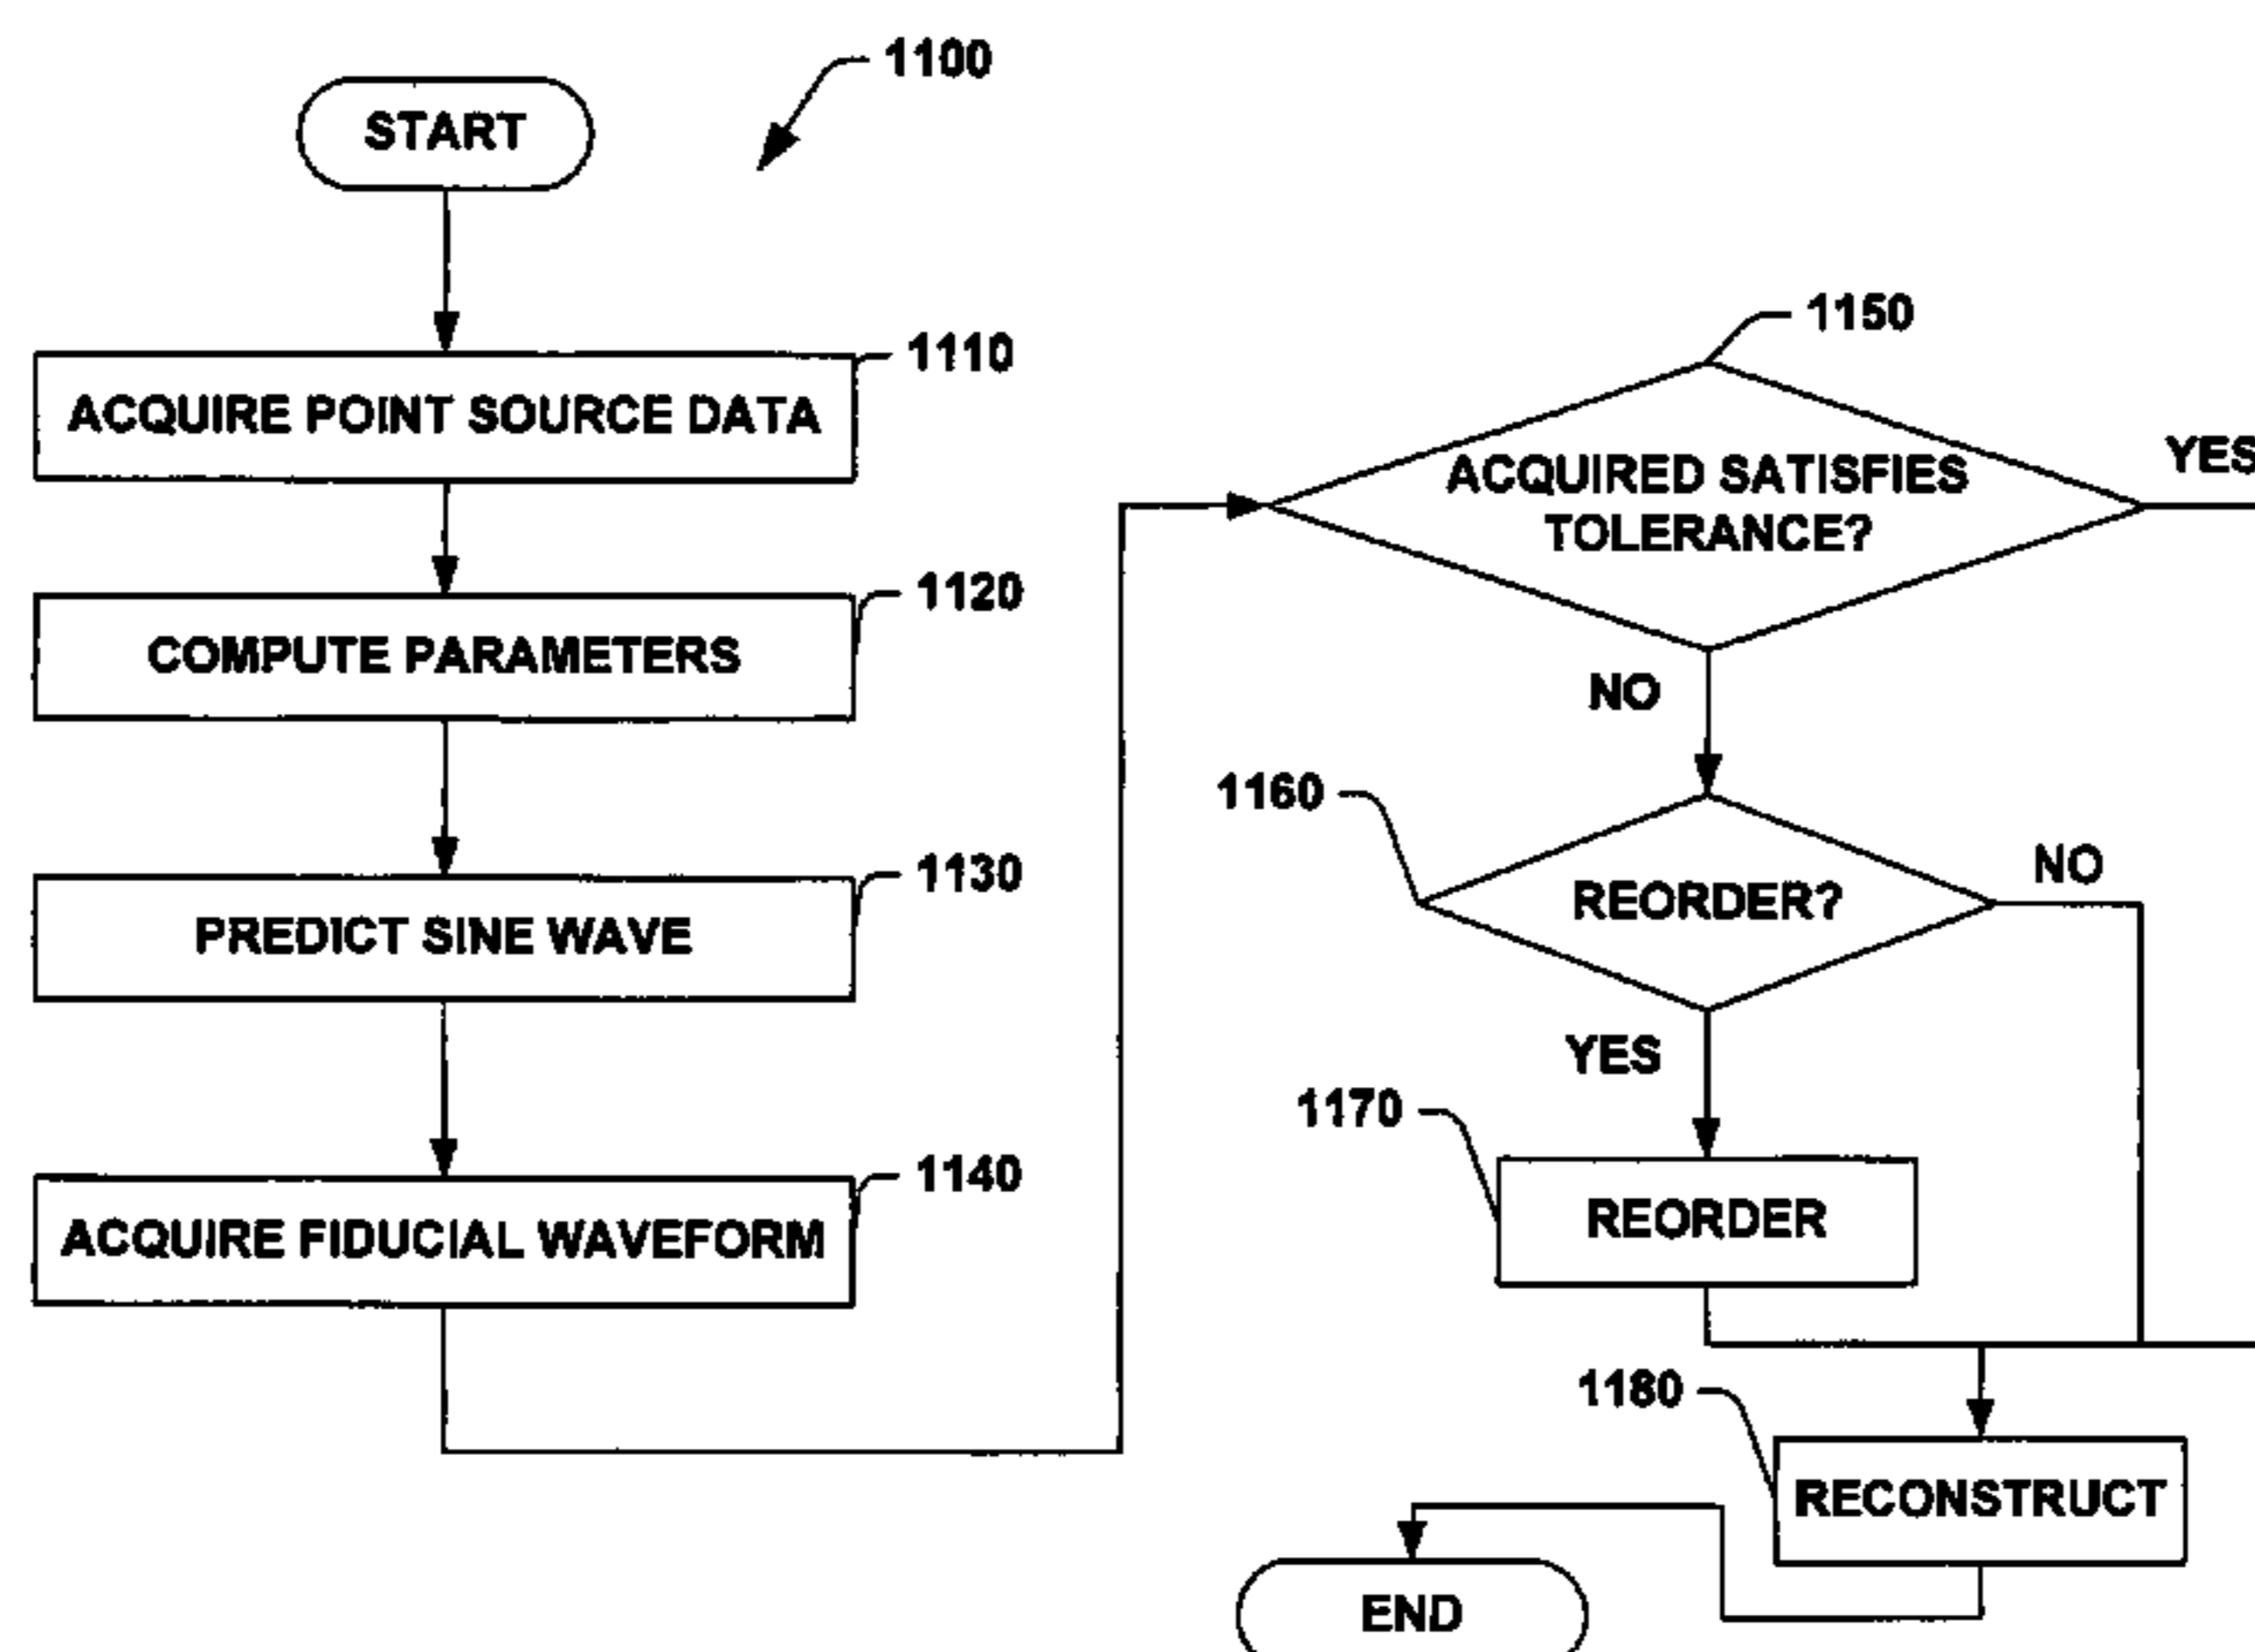 1100
START
1110
ACQUIRE POINT SOURCE DATA
1120
COMPUTE PARAMETERS
1130
PREDICT SINE WAVE
1140
ACQUIRE FIDUCIAL WAVEFORM
1150
ACQUIRED SATISFIES
TOLERANCE?
YES
NO
1160
REORDER?
NO
YES
1170
REORDER
1180
RECONSTRUCT
END